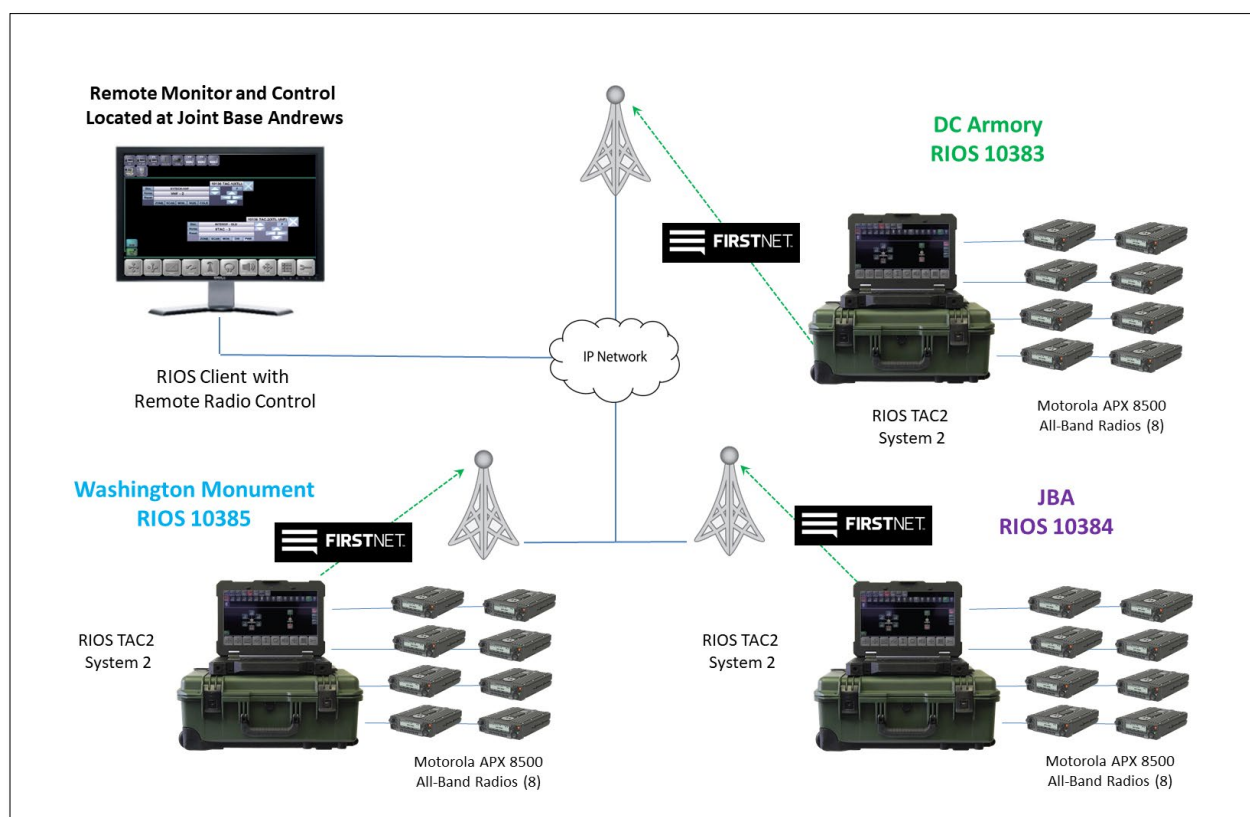 Remote Monitor and Control
Located at Joint Base Andrews
RIOS Client with
Remote Radio Control
IP Network
DC Armory
RIOS 10383
FIRSTNET
RIOS TAC2
System 2
Motorola APX 8500
All-Band Radios (8)
Washington Monument
RIOS 10385
FIRSTNET
RIOS TAC2
System 2
Motorola APX 8500
All-Band Radios (8)
JBA
RIOS 10384
FIRSTNET
RIOS TAC2
System 2
Motorola APX 8500
All-Band Radios (8)